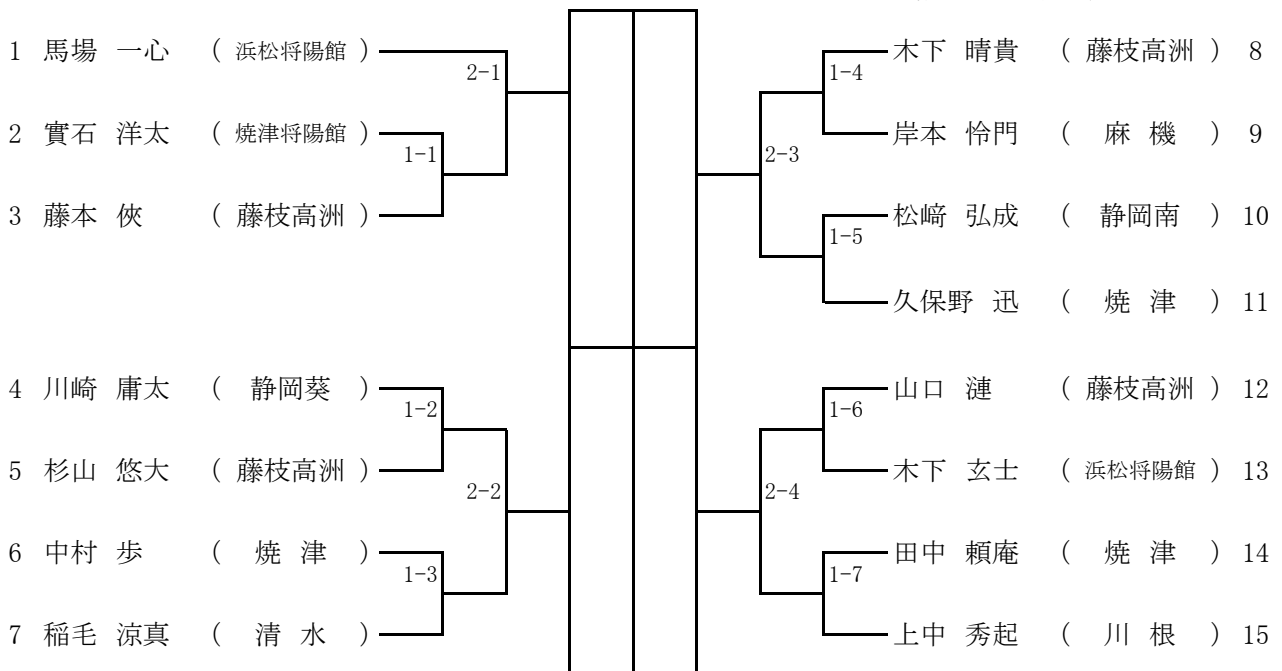 1 馬場 一心 ( 浜松将陽館 )
2-1
2 實石 洋太 ( 焼津将陽館 )
1-1
3 藤本 俠 ( 藤枝高洲 )
4 川崎 庸太 ( 静岡葵 )
1-2
5 杉山 悠大 ( 藤枝高洲 )
2-2
6 中村 歩 ( 焼 津 )
1-3
7 稲毛 涼真 ( 清 水 )
木下 晴貴 ( 藤枝高洲 ) 8
1-4
岸本 怜門 ( 麻 機 ) 9
2-3
松﨑 弘成 ( 静岡南 ) 10
1-5
久保野 迅 ( 焼 津 ) 11
山口 漣 ( 藤枝高洲 ) 12
1-6
木下 玄士 ( 浜松将陽館 ) 13
2-4
田中 頼庵 ( 焼 津 ) 14
1-7
上中 秀起 ( 川 根 ) 15